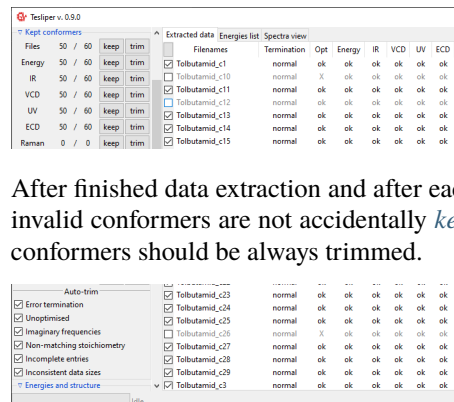 Tesliper v. 0.9.0
Kept conformers
Files 50 / 60 keep trim
Energy 50 / 60 keep trim
IR 50 / 60 keep trim
VCD 50 / 60 keep trim
UV 50 / 60 keep trim
ECD 50 / 60 keep trim
Raman 0 / 0 keep trim
Extracted data Energies list Spectra view
Filenames Termination Opt Energy IR VCD UV ECD
Tolbutamid_c1 normal ok ok ok ok ok ok
Tolbutamid_c10 normal X ok ok ok ok ok
Tolbutamid_c11 normal ok ok ok ok ok ok
Tolbutamid_c12 normal ok ok ok ok ok ok
Tolbutamid_c13 normal ok ok ok ok ok ok
Tolbutamid_c14 normal ok ok ok ok ok ok
Tolbutamid_c15 normal ok ok ok ok ok ok
After finished data extraction and after eac
invalid conformers are not accidentally ke
conformers should be always trimmed.
Auto-trim
Error termination
Unoptimised
Imaginary frequencies
Non-matching stoichiometry
Incomplete entries
Inconsistent data sizes
Energies and structure
Tolbutamid_c23 normal ok ok ok ok ok ok
Tolbutamid_c24 normal ok ok ok ok ok ok
Tolbutamid_c25 normal ok ok ok ok ok ok
Tolbutamid_c26 normal X ok ok ok ok ok
Tolbutamid_c27 normal ok ok ok ok ok ok
Tolbutamid_c28 normal ok ok ok ok ok ok
Tolbutamid_c29 normal ok ok ok ok ok ok
Tolbutamid_c3 normal ok ok ok ok ok ok